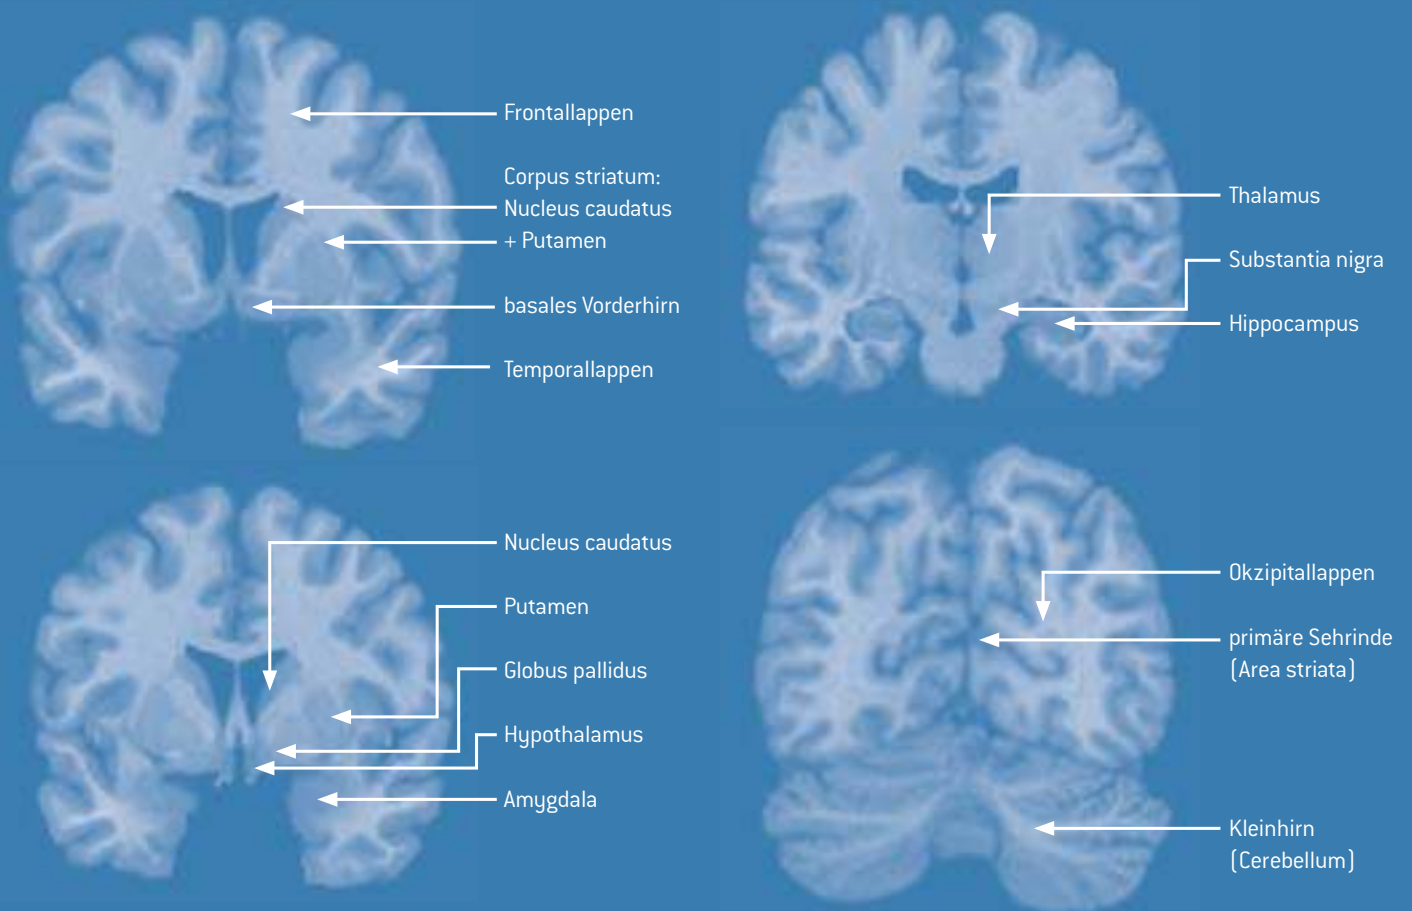 Frontallappen
Corpus striatum:
Nucleus caudatus
+ Putamen
basales Vorderhirn
Temporallappen
Thalamus
Substantia nigra
Hippocampus
Nucleus caudatus
Putamen
Globus pallidus
Hypothalamus
Amygdala
Okzipitallappen
primäre Sehrinde
(Area striata)
Kleinhirn
(Cerebellum)